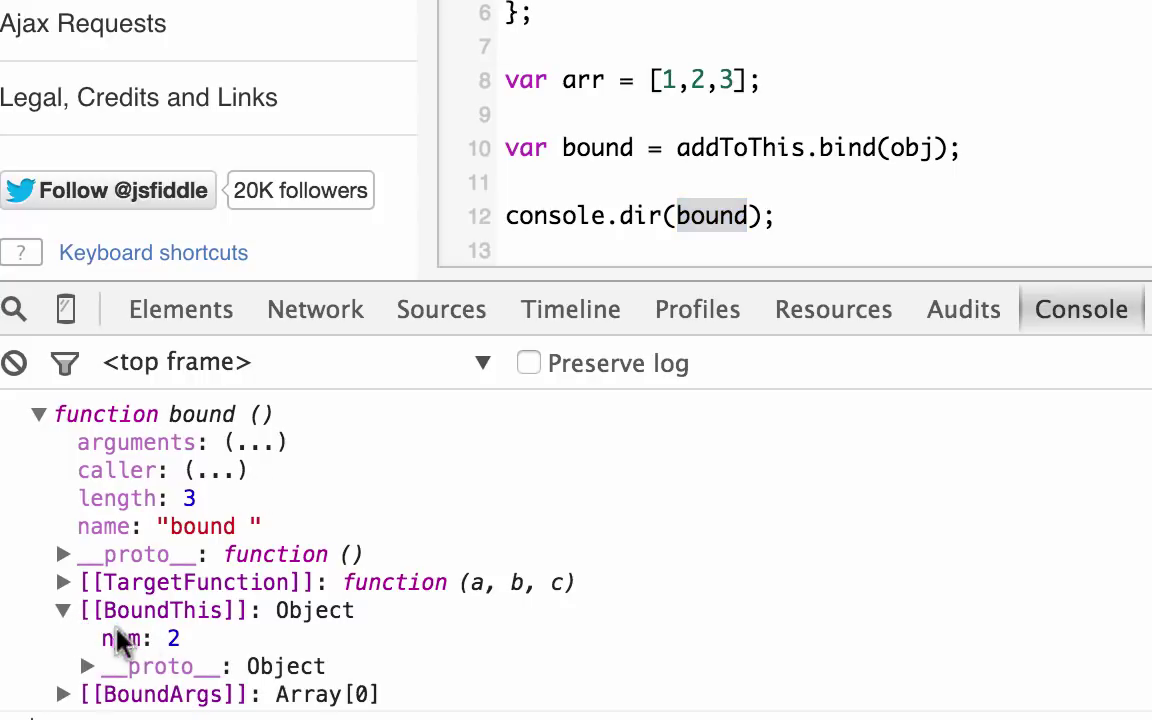 Ajax Requests
Legal, Credits and Links
Follow @jsfiddle 20K followers
? Keyboard shortcuts
6 };
7
8 var arr = [1,2,3];
9
10 var bound = addToThis.bind(obj);
11
12 console.dir(bound);
13
Elements Network Sources Timeline Profiles Resources Audits Console
<top frame> ▼ Preserve log
▼ function bound ()
arguments: (...)
caller: (...)
length: 3
name: "bound "
▶ __proto__: function ()
▶ [[TargetFunction]]: function (a, b, c)
▼ [[BoundThis]]: Object
num: 2
▶ __proto__: Object
▶ [[BoundArgs]]: Array[0]